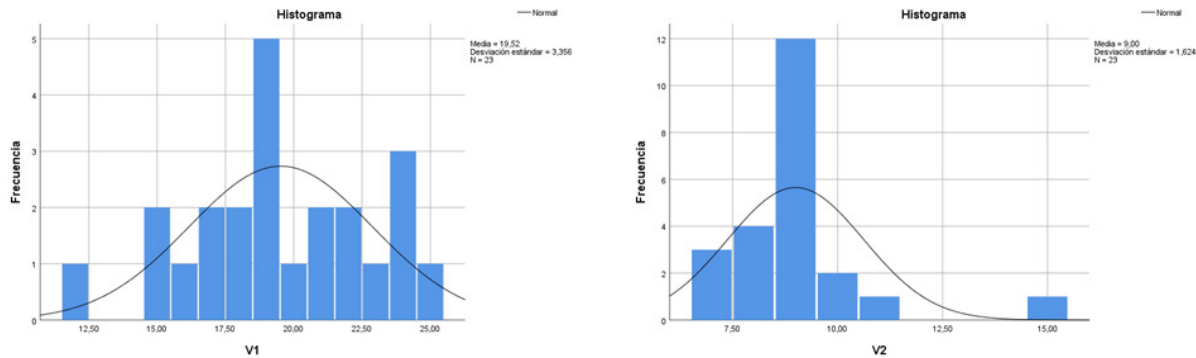 Histograma
Normal
Media = 19,52
Desviación estándar = 3,356
N = 23
Frecuencia
5
4
3
2
1
0
12,50 15,00 17,50 20,00 22,50 25,00
V1
Histograma
Normal
Media = 9,00
Desviación estándar = 1,624
N = 23
Frecuencia
12
10
8
6
4
2
0
7,50 10,00 12,50 15,00
V2